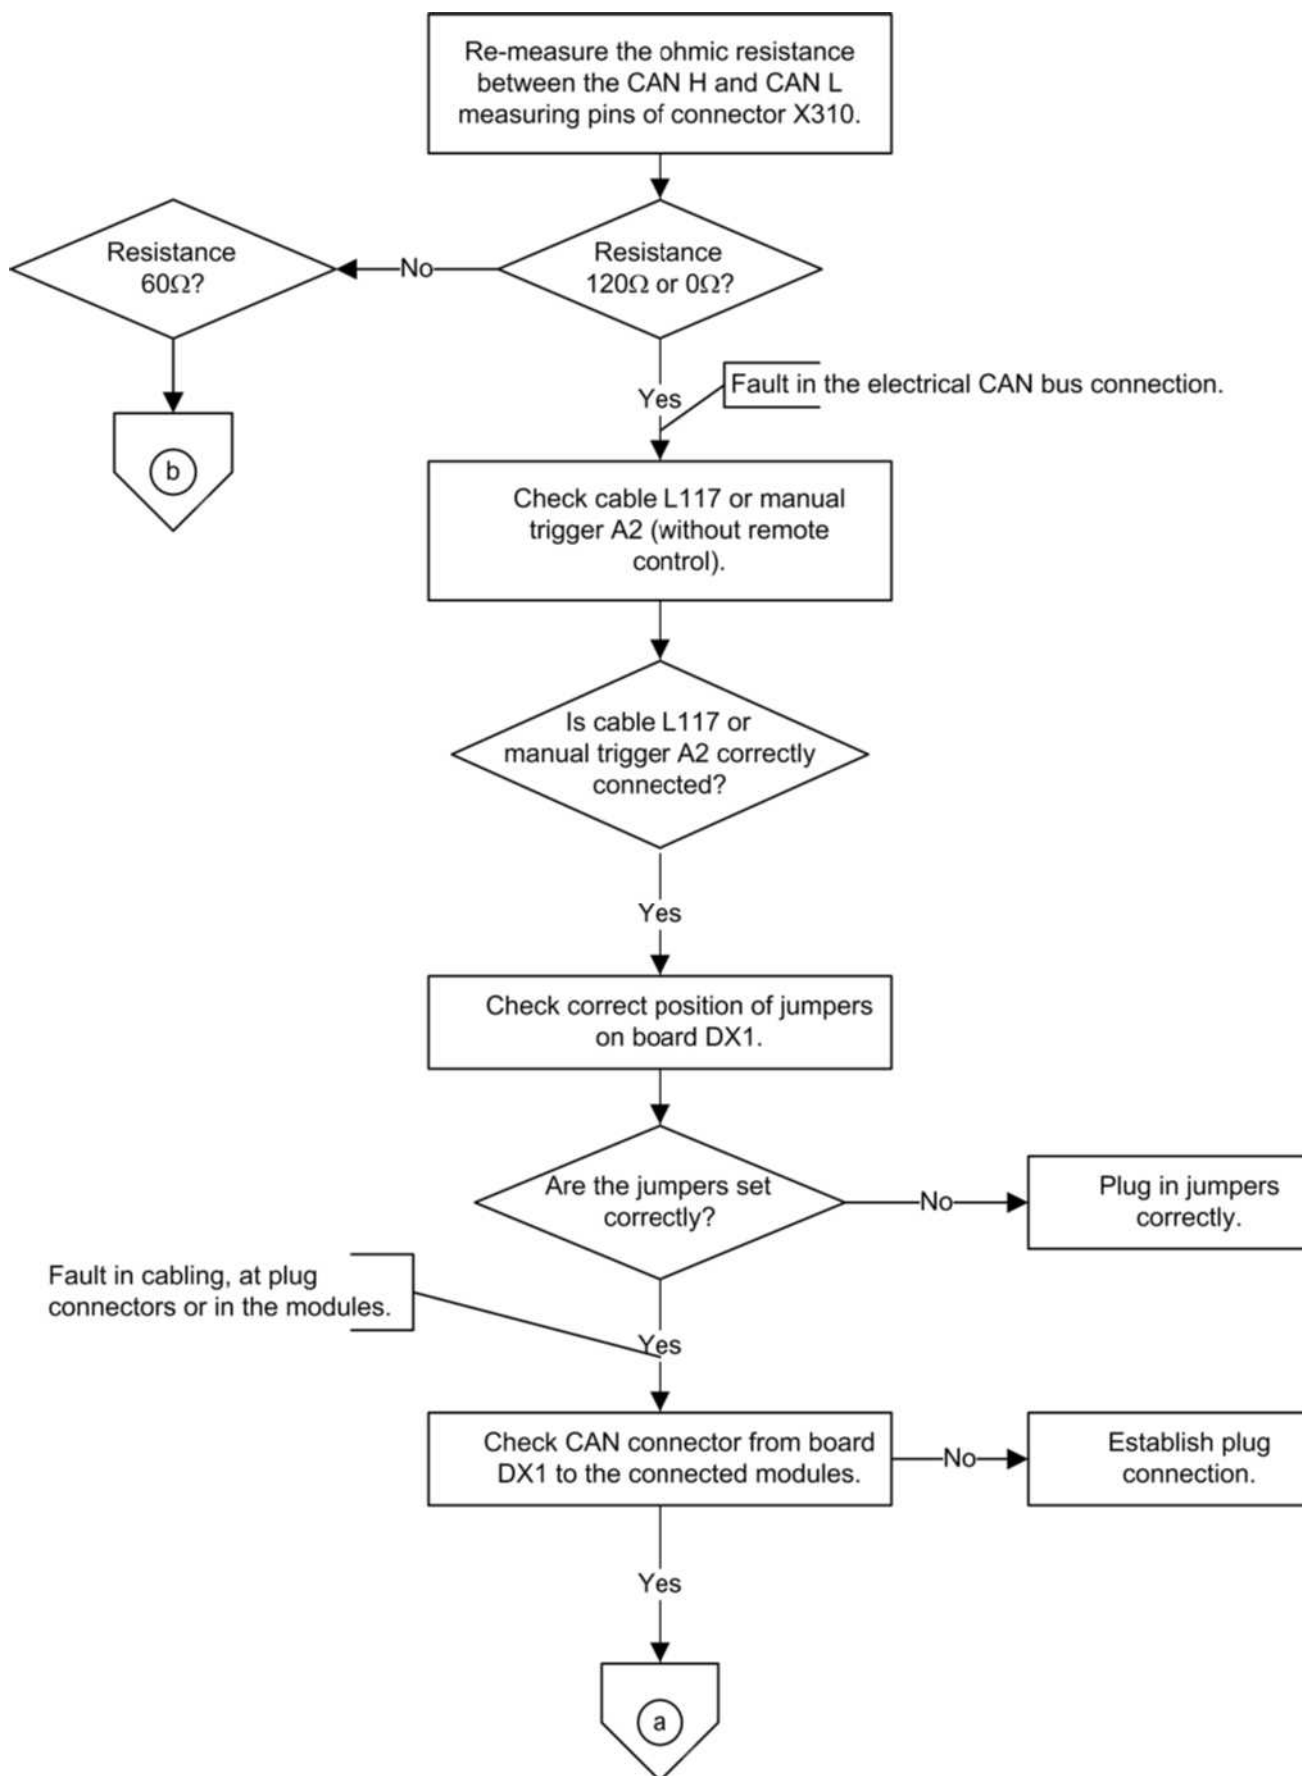 Re-measure the ohmic resistance
between the CAN H and CAN L
measuring pins of connector X310.
Resistance
60Ω?
No
Resistance
120Ω or 0Ω?
Yes
Fault in the electrical CAN bus connection.
b
Check cable L117 or manual
trigger A2 (without remote
control).
Is cable L117 or
manual trigger A2 correctly
connected?
Yes
Check correct position of jumpers
on board DX1.
Are the jumpers set
correctly?
No
Plug in jumpers
correctly.
Fault in cabling, at plug
connectors or in the modules.
Yes
Check CAN connector from board
DX1 to the connected modules.
No
Establish plug
connection.
Yes
a